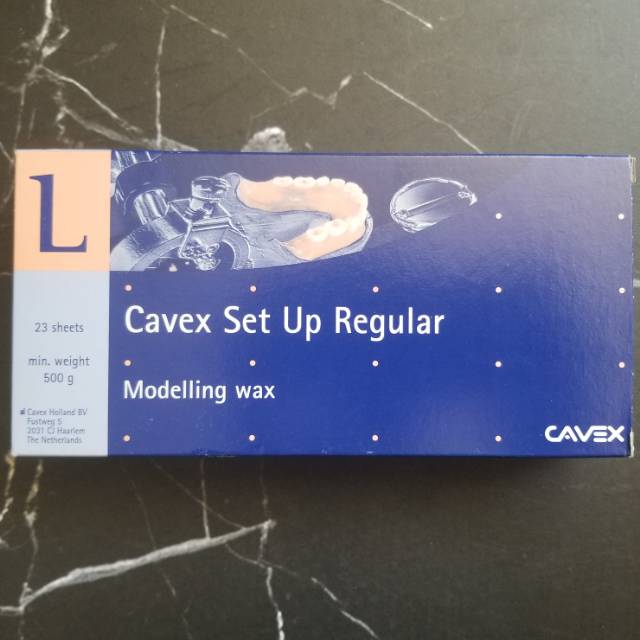 L
23 sheets
min. weight
500 g
Cavex Holland BV
Fustweg 5
2031 CJ Haarlem
The Netherlands
Cavex Set Up Regular
Modelling wax
CAVEX